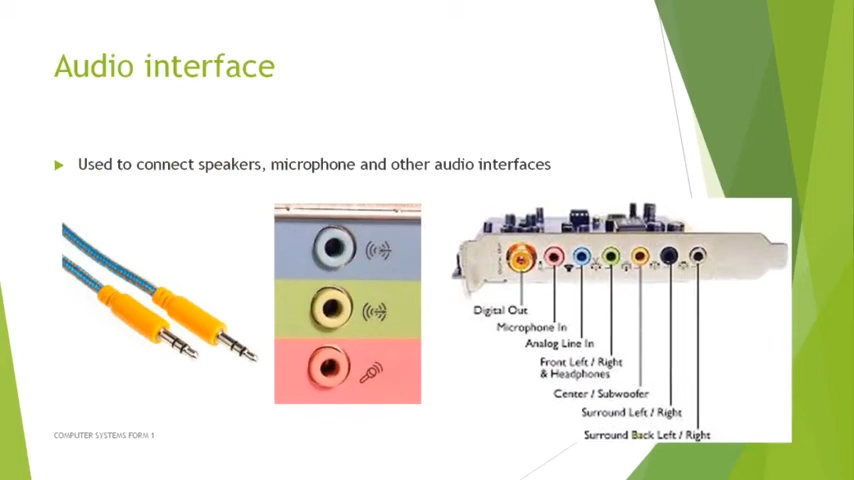 Audio interface
Used to connect speakers, microphone and other audio interfaces
Digital Out
Microphone In
Analog Line In
Front Left / Right
& Headphones
Center / Subwoofer
Surround Left / Right
Surround Back Left / Right
COMPUTER SYSTEMS FORM 1